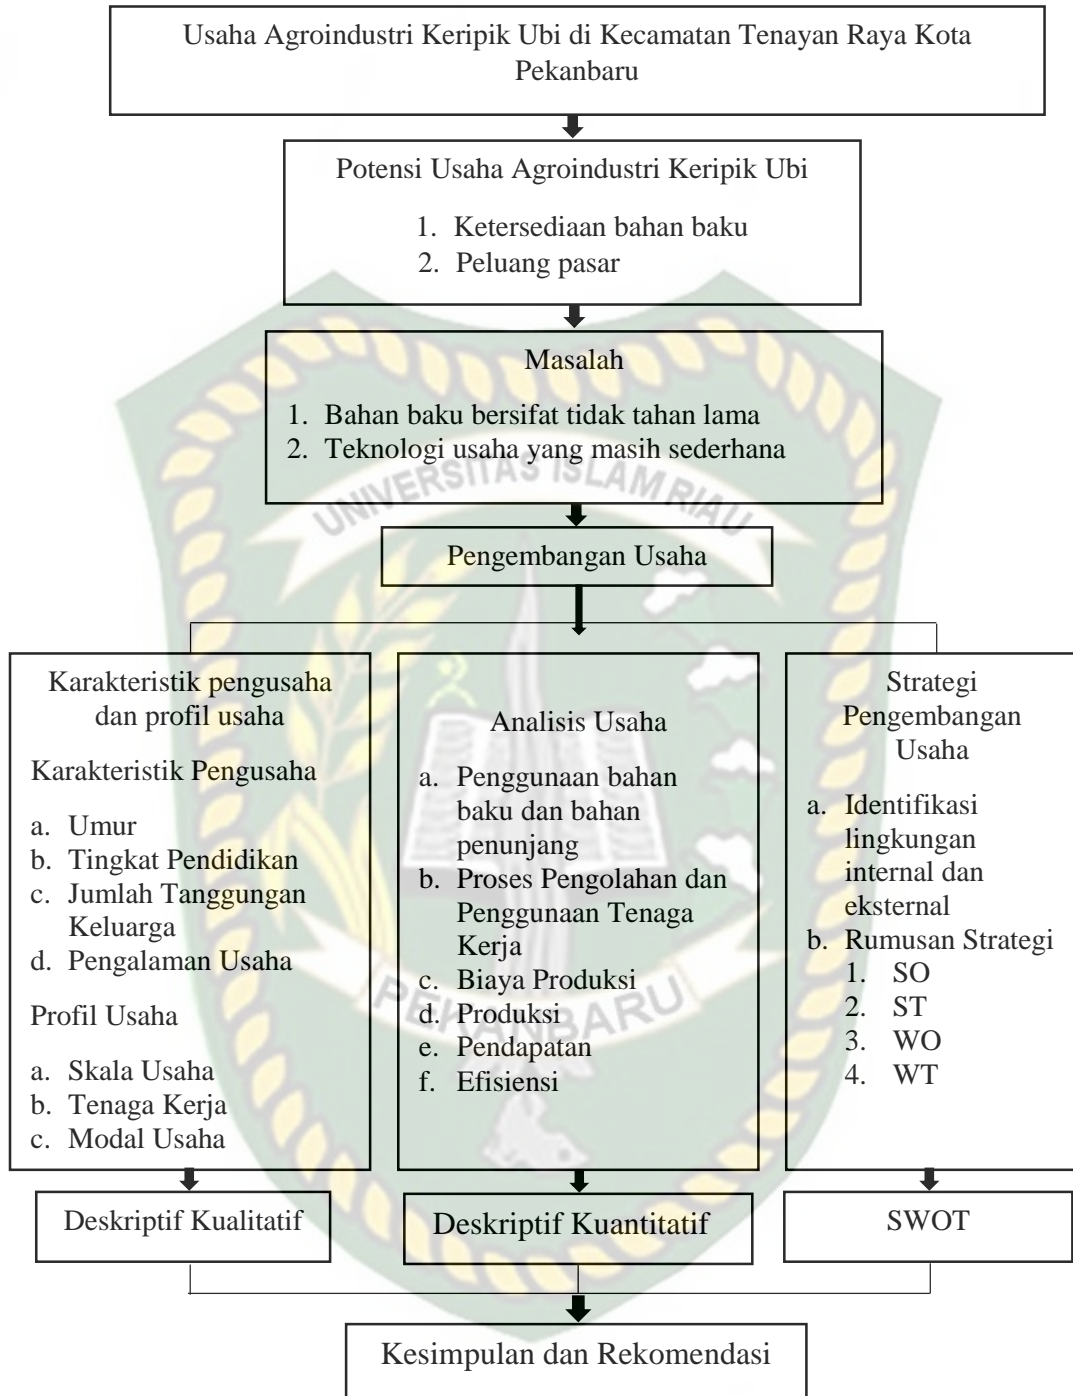 Usaha Agroindustri Keripik Ubi di Kecamatan Tenayan Raya Kota
Pekanbaru
Potensi Usaha Agroindustri Keripik Ubi
1. Ketersediaan bahan baku
2. Peluang pasar
Masalah
1. Bahan baku bersifat tidak tahan lama
2. Teknologi usaha yang masih sederhana
UNIVERSITAS ISLAM RIAU
Pengembangan Usaha
Karakteristik pengusaha
dan profil usaha
Karakteristik Pengusaha
a. Umur
b. Tingkat Pendidikan
c. Jumlah Tanggungan
Keluarga
d. Pengalaman Usaha
Profil Usaha
a. Skala Usaha
b. Tenaga Kerja
c. Modal Usaha
Analisis Usaha
a. Penggunaan bahan
baku dan bahan
penunjang
b. Proses Pengolahan dan
Penggunaan Tenaga
Kerja
c. Biaya Produksi
d. Produksi
e. Pendapatan
f. Efisiensi
Strategi
Pengembangan
Usaha
a. Identifikasi
lingkungan
internal dan
eksternal
b. Rumusan Strategi
1. SO
2. ST
3. WO
4. WT
PEKANBARU
Deskriptif Kualitatif
Deskriptif Kuantitatif
SWOT
Kesimpulan dan Rekomendasi